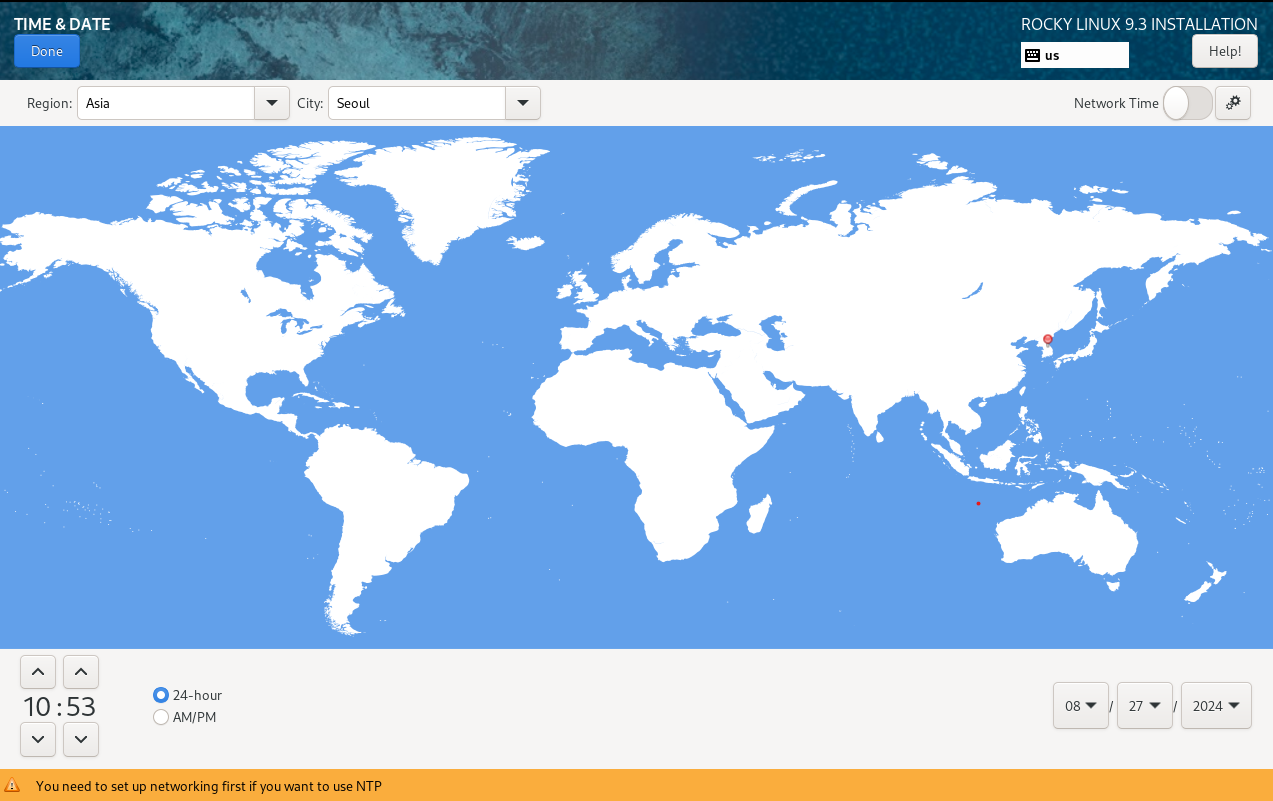 TIME & DATE
ROCKY LINUX 9.3 INSTALLATION
Done
us
Help!
Region: Asia City: Seoul Network Time
10 : 53
24-hour
AM/PM
08 / 27 / 2024
You need to set up networking first if you want to use NTP